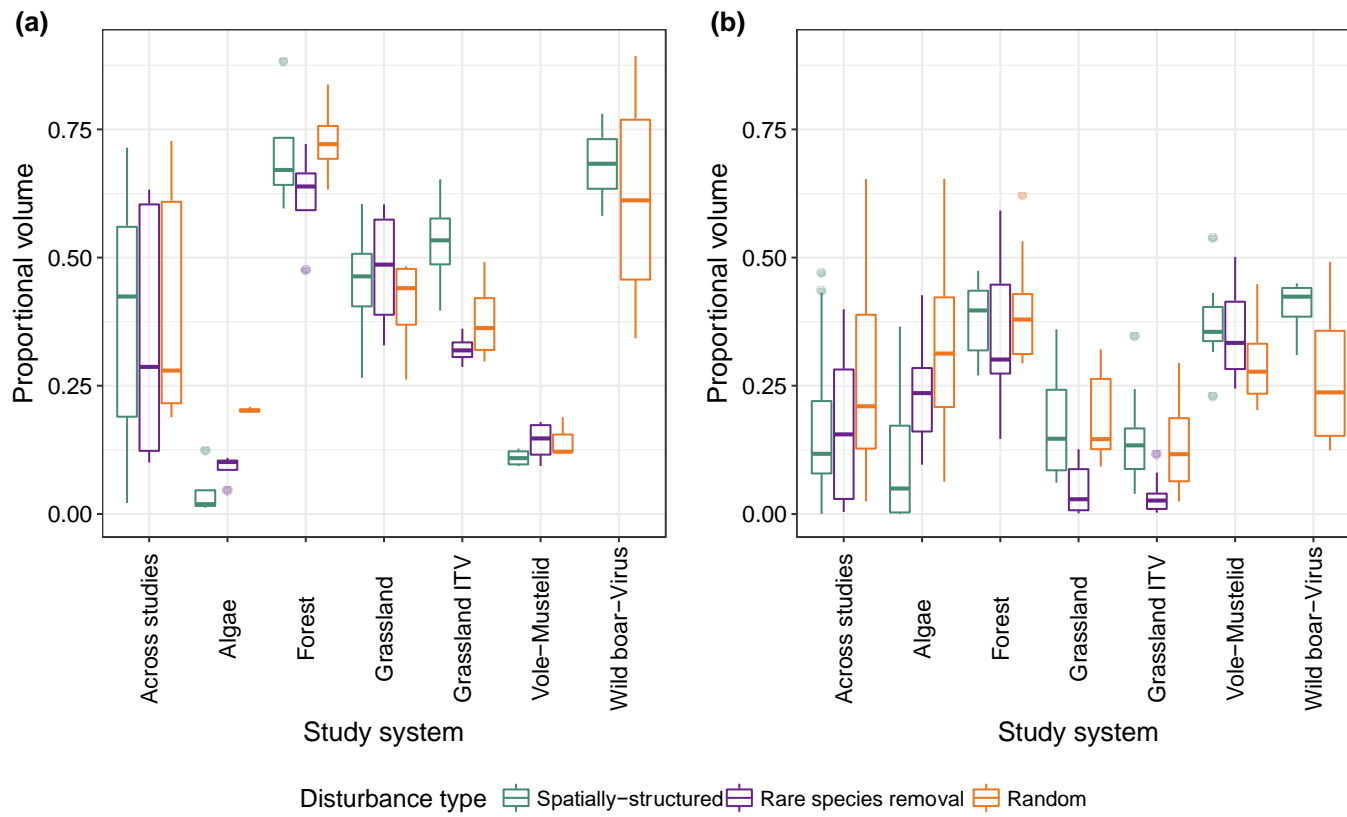 (a)
(b)
Proportional volume
0.75
0.50
0.25
0.00
Across studies
Algae
Forest
Grassland
Grassland ITV
Vole−Mustelid
Wild boar−Virus
Study system
Proportional volume
0.75
0.50
0.25
0.00
Across studies
Algae
Forest
Grassland
Grassland ITV
Vole−Mustelid
Wild boar−Virus
Study system
Disturbance type Spatially−structured Rare species removal Random